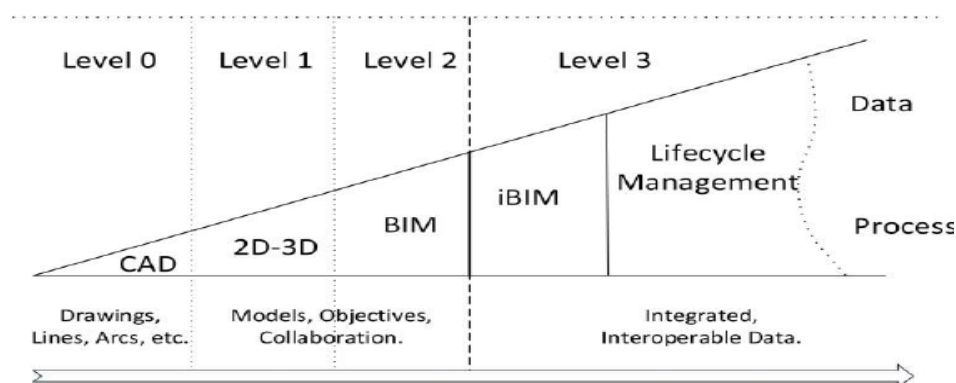 Level 0
Level 1
Level 2
Level 3
Data
Lifecycle
Management
iBIM
BIM
Process
2D-3D
CAD
Drawings,
Lines, Arcs, etc.
Models, Objectives,
Collaboration.
Integrated,
Interoperable Data.